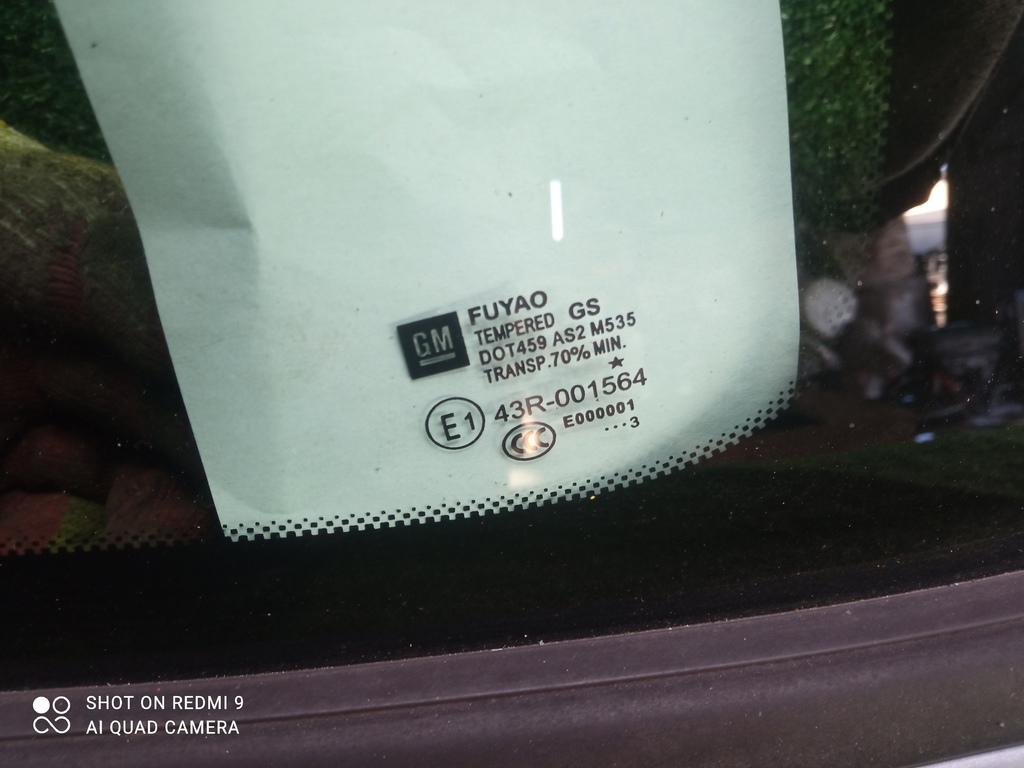 GM
FUYAO
TEMPERED GS
DOT459 AS2 M535
TRANSP.70% MIN.
E1 43R-001564
CCC E000001
...3
SHOT ON REDMI 9
AI QUAD CAMERA